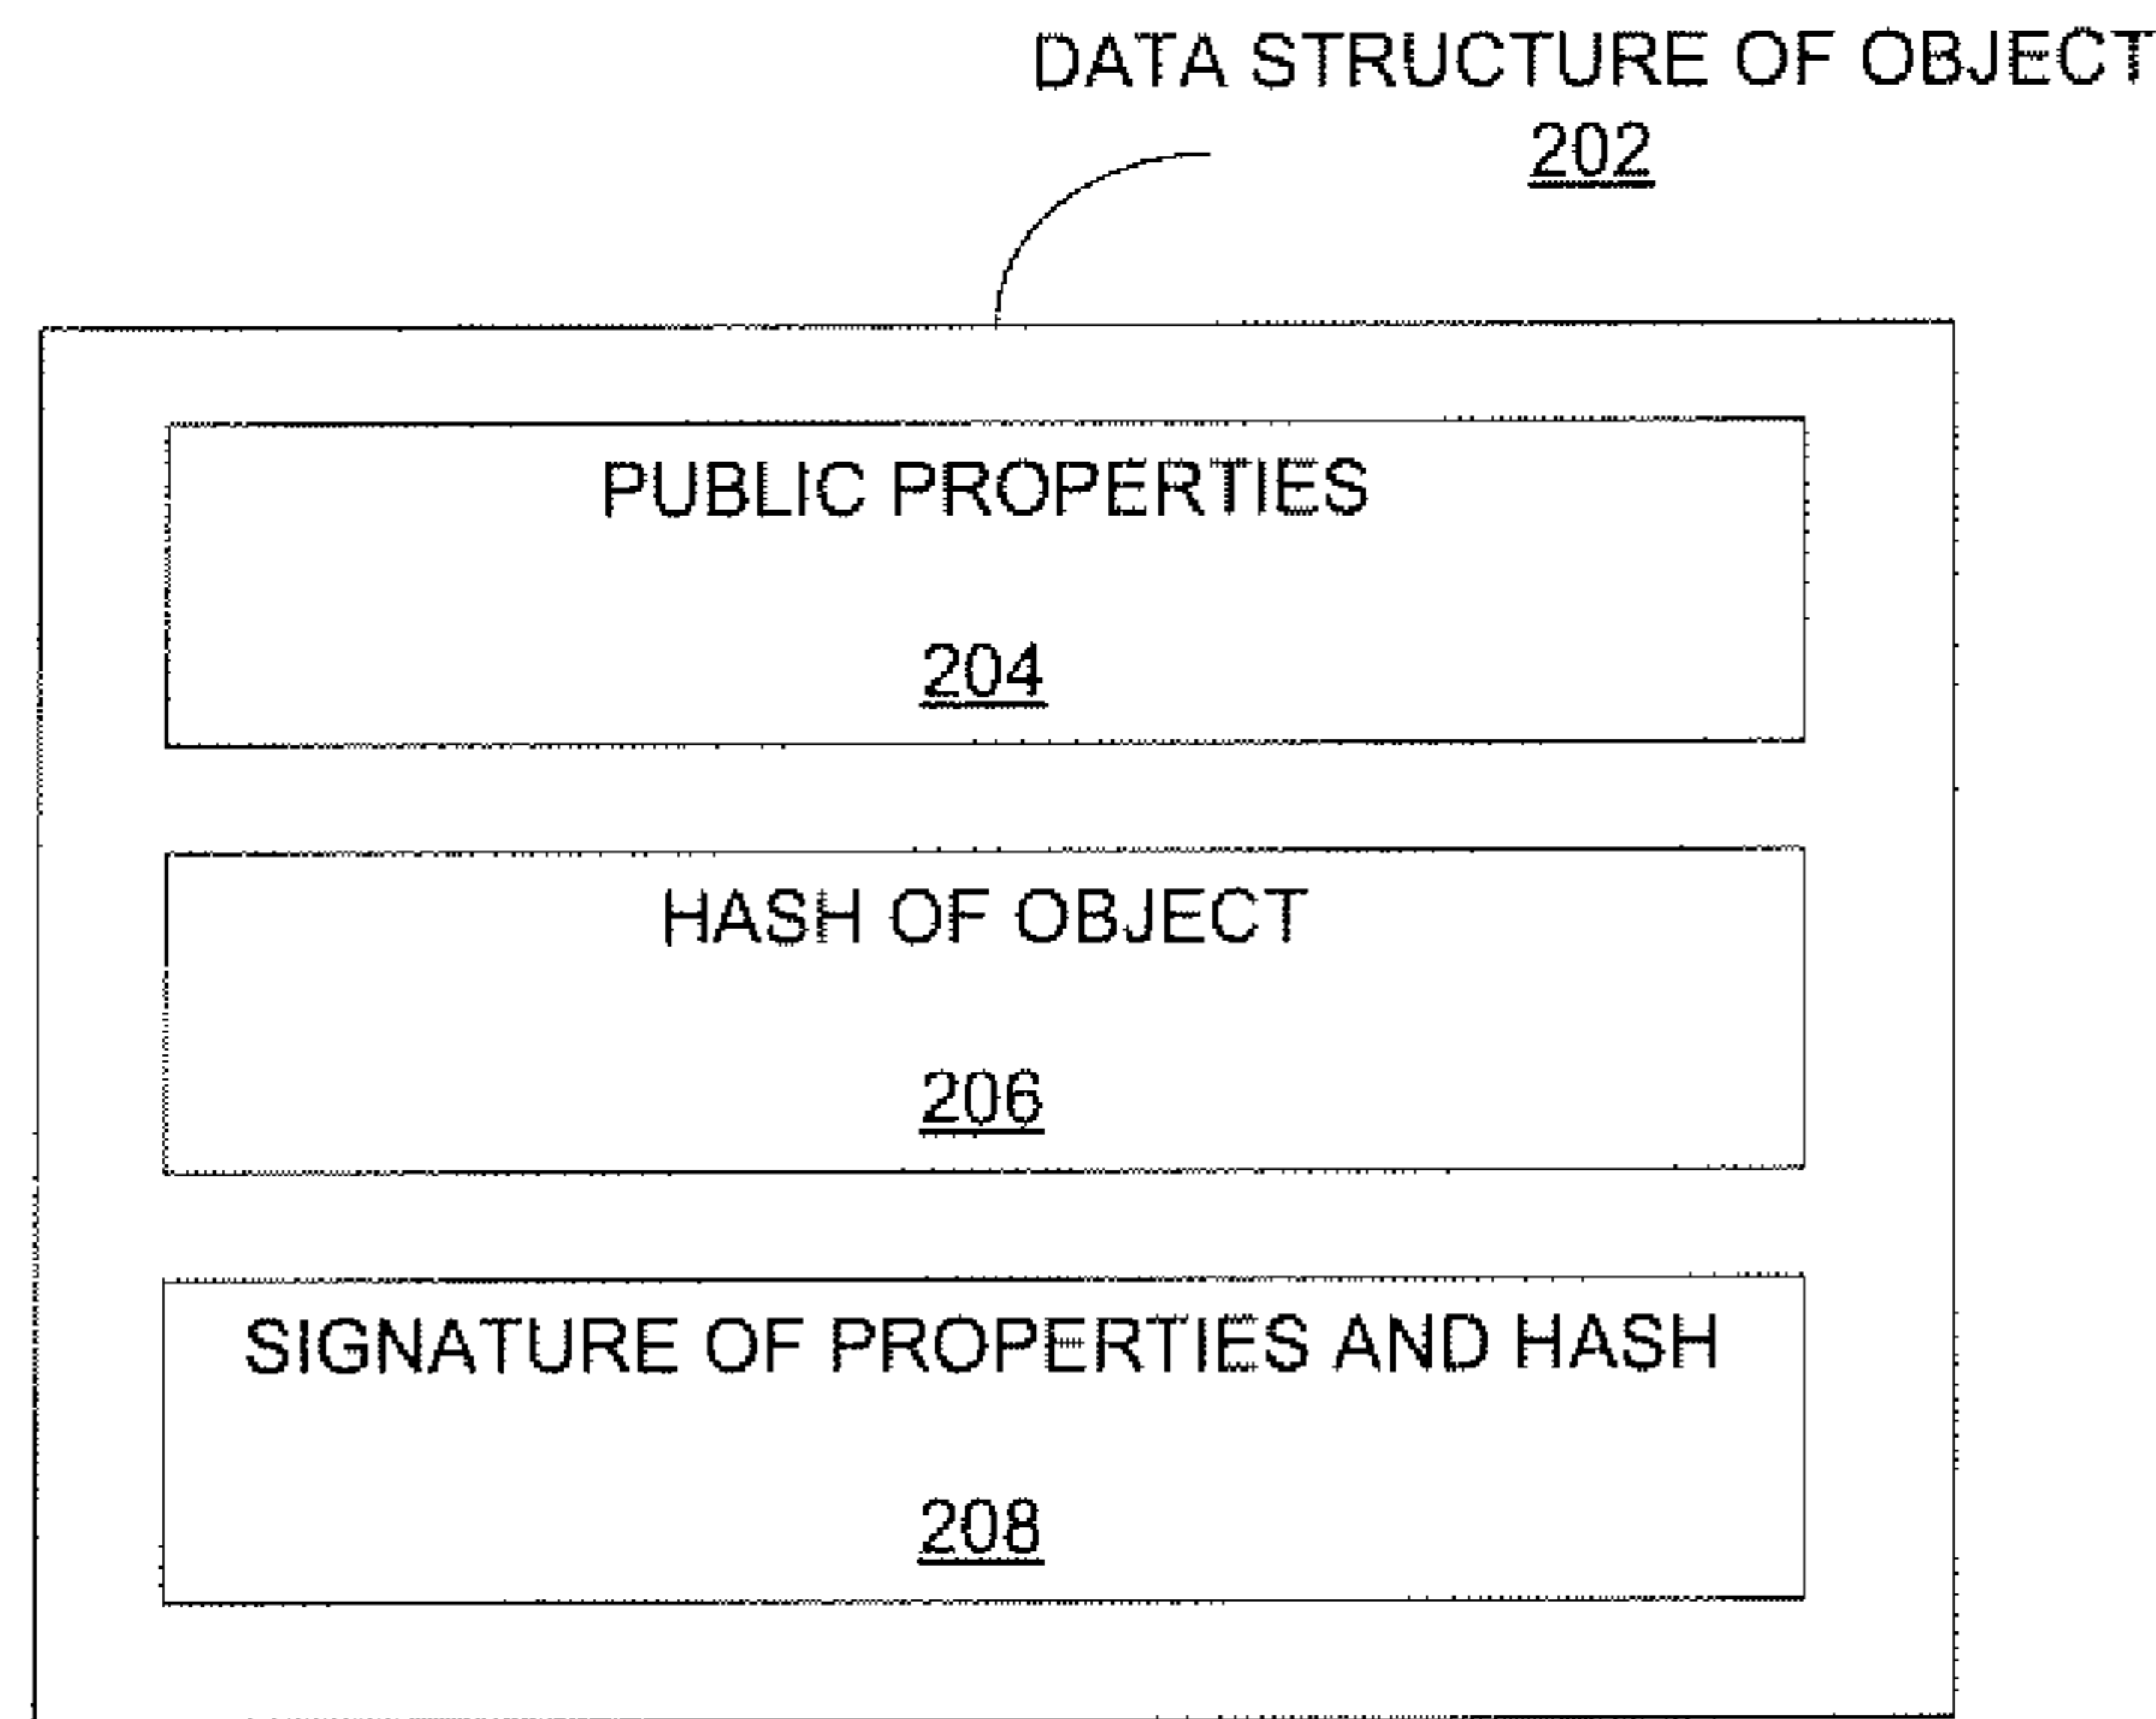 DATA STRUCTURE OF OBJECT
202
PUBLIC PROPERTIES
204
HASH OF OBJECT
206
SIGNATURE OF PROPERTIES AND HASH
208